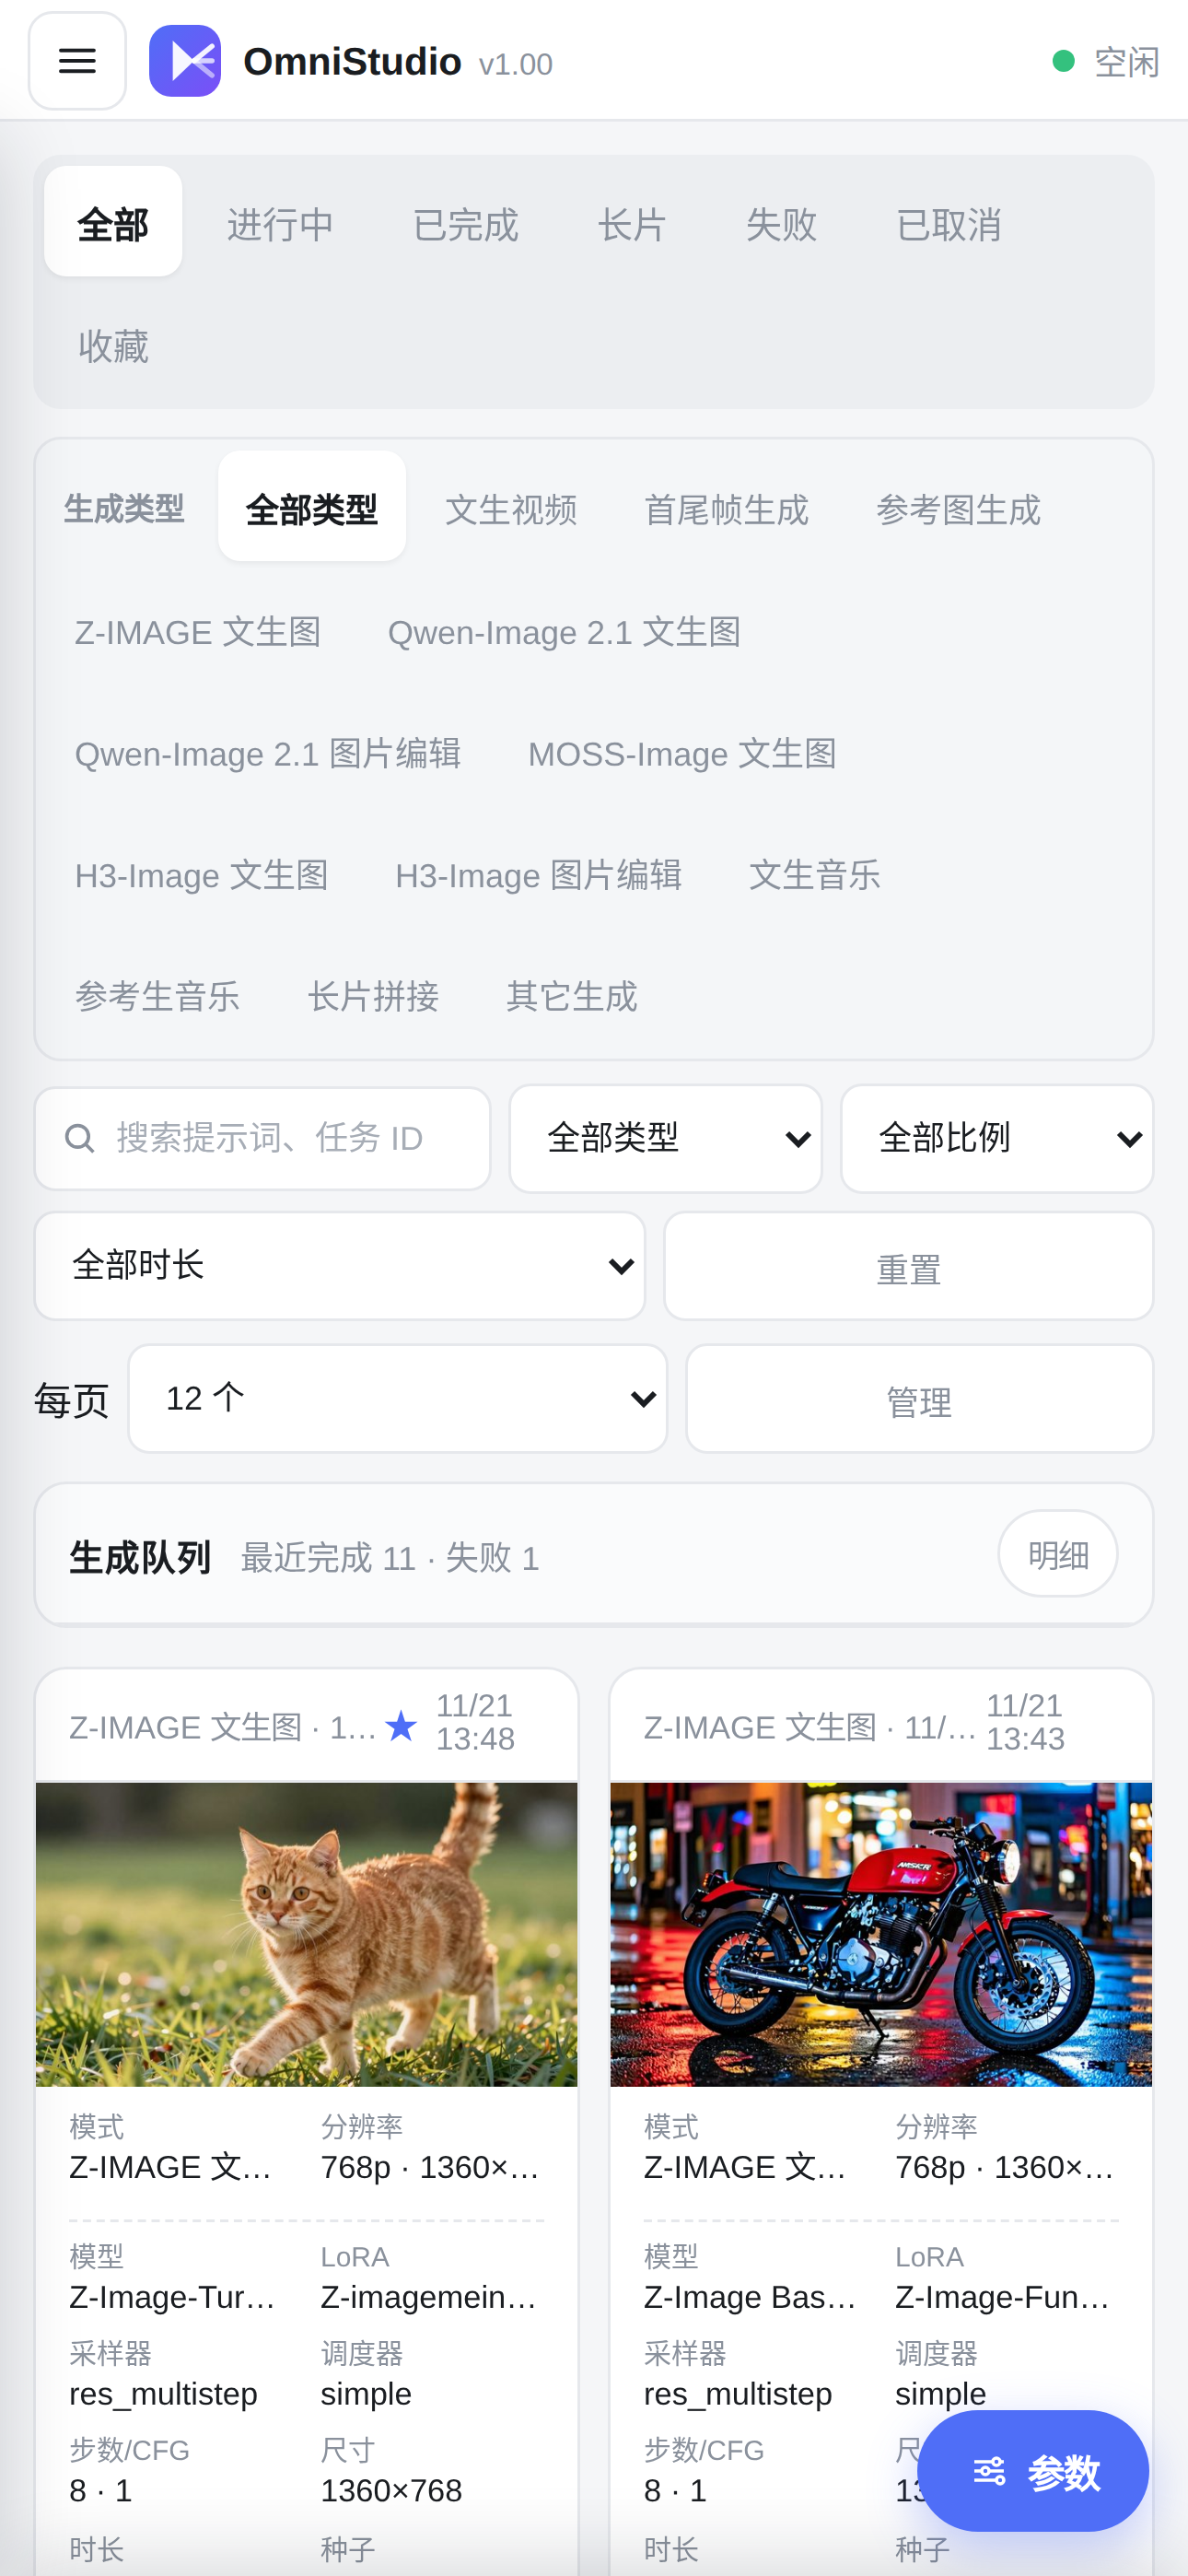 OmniStudio v1.00 空闲
全部 进行中 已完成 长片 失败 已取消
收藏
生成类型 全部类型 文生视频 首尾帧生成 参考图生成
Z-IMAGE 文生图 Qwen-Image 2.1 文生图
Qwen-Image 2.1 图片编辑 MOSS-Image 文生图
H3-Image 文生图 H3-Image 图片编辑 文生音乐
参考生音乐 长片拼接 其它生成
搜索提示词、任务 ID 全部类型 全部比例
全部时长 重置
每页 12 个 管理
生成队列 最近完成 11 · 失败 1 明细
Z-IMAGE 文生图 · 1… ★ 11/21 13:48
Z-IMAGE 文生图 · 11/… 11/21 13:43
模式 分辨率 模式 分辨率
Z-IMAGE 文… 768p · 1360×… Z-IMAGE 文… 768p · 1360×…
模型 LoRA 模型 LoRA
Z-Image-Tur… Z-imagemein… Z-Image Bas… Z-Image-Fun…
采样器 调度器 采样器 调度器
res_multistep simple res_multistep simple
步数/CFG 尺寸 步数/CFG 尺
8 · 1 1360×768 8 · 1 13
参数
时长 种子 时长 种子